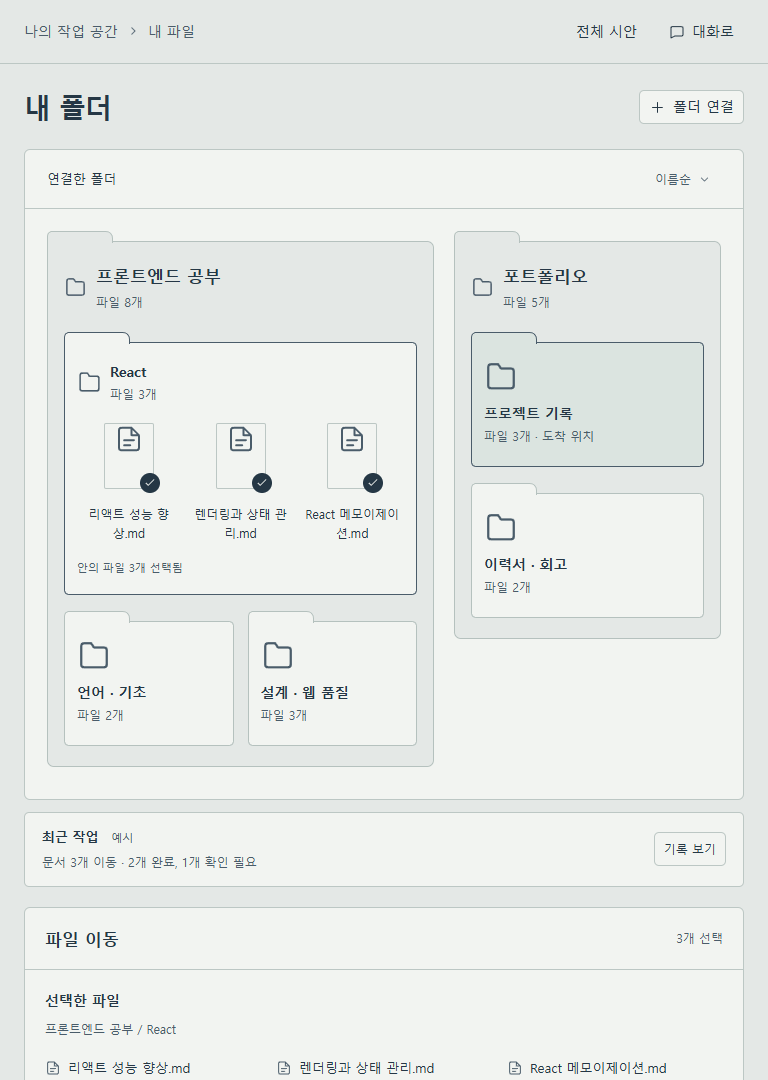 나의 작업 공간 > 내 파일
전체 시안
대화로
내 폴더
+ 폴더 연결
연결한 폴더
이름순
프론트엔드 공부
파일 8개
React
파일 3개
리액트 성능 향
상.md
렌더링과 상태 관
리.md
React 메모이제이
션.md
안의 파일 3개 선택됨
언어 · 기초
파일 2개
설계 · 웹 품질
파일 3개
포트폴리오
파일 5개
프로젝트 기록
파일 3개 · 도착 위치
이력서 · 회고
파일 2개
최근 작업 예시
문서 3개 이동 · 2개 완료, 1개 확인 필요
기록 보기
파일 이동
3개 선택
선택한 파일
프론트엔드 공부 / React
리액트 성능 향상.md
렌더링과 상태 관리.md
React 메모이제이션.md